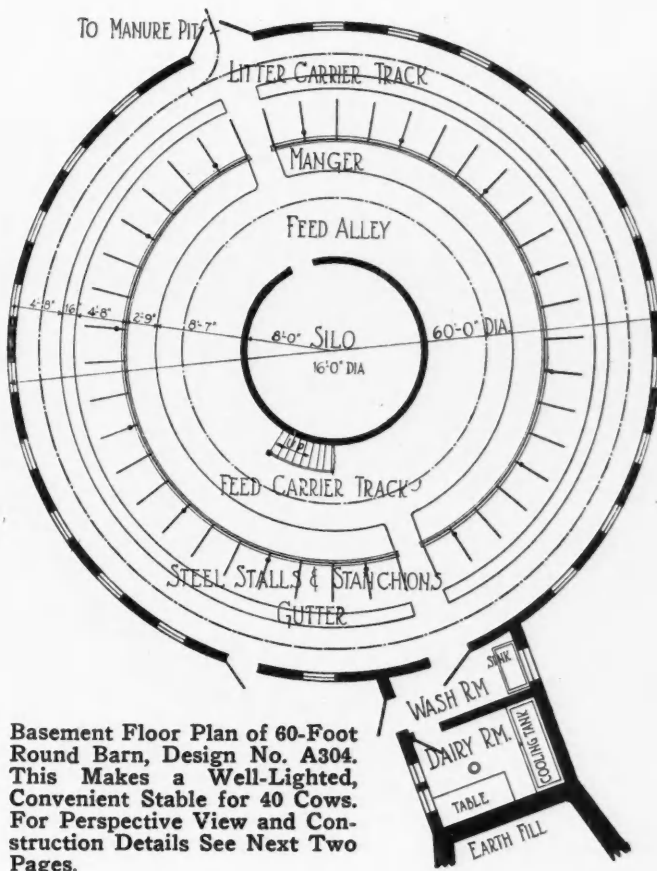 TO MANURE PIT
LITTER CARRIER TRACK
MANGER
FEED ALLEY
4'-8" 16" 4'-8" 2'-9" 8'-7" 8'-0"
SILO
60'-0" DIA.
16'0" DIA
UP
FEED CARRIER TRACK
STEEL STALLS & STANCHIONS
GUTTER
SINK
WASH RM
DAIRY RM.
COOLING TANK
TABLE
EARTH FILL
Basement Floor Plan of 60-Foot
Round Barn, Design No. A304.
This Makes a Well-Lighted,
Convenient Stable for 40 Cows.
For Perspective View and Con-
struction Details See Next Two
Pages.